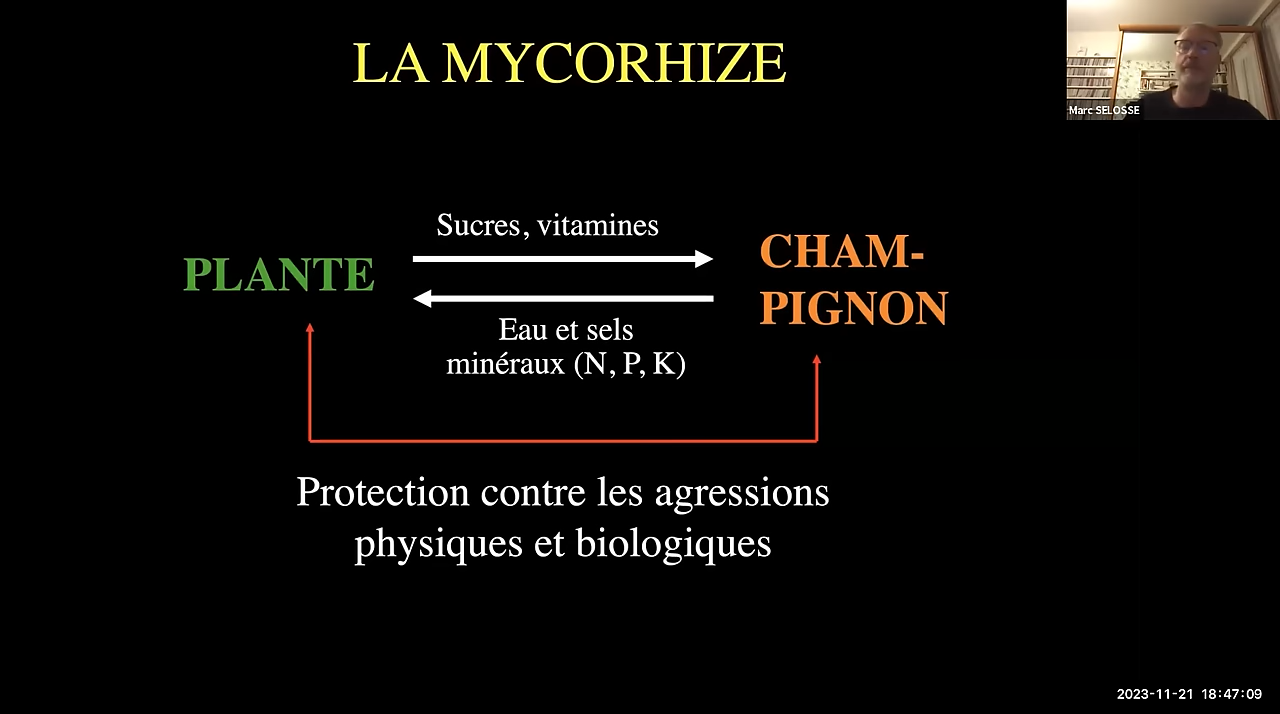 LA MYCORHIZE
Marc SELOSSE
Sucres, vitamines
PLANTE
CHAM-
PIGNON
Eau et sels
minéraux (N, P, K)
Protection contre les agressions
physiques et biologiques
2023-11-21 18:47:09